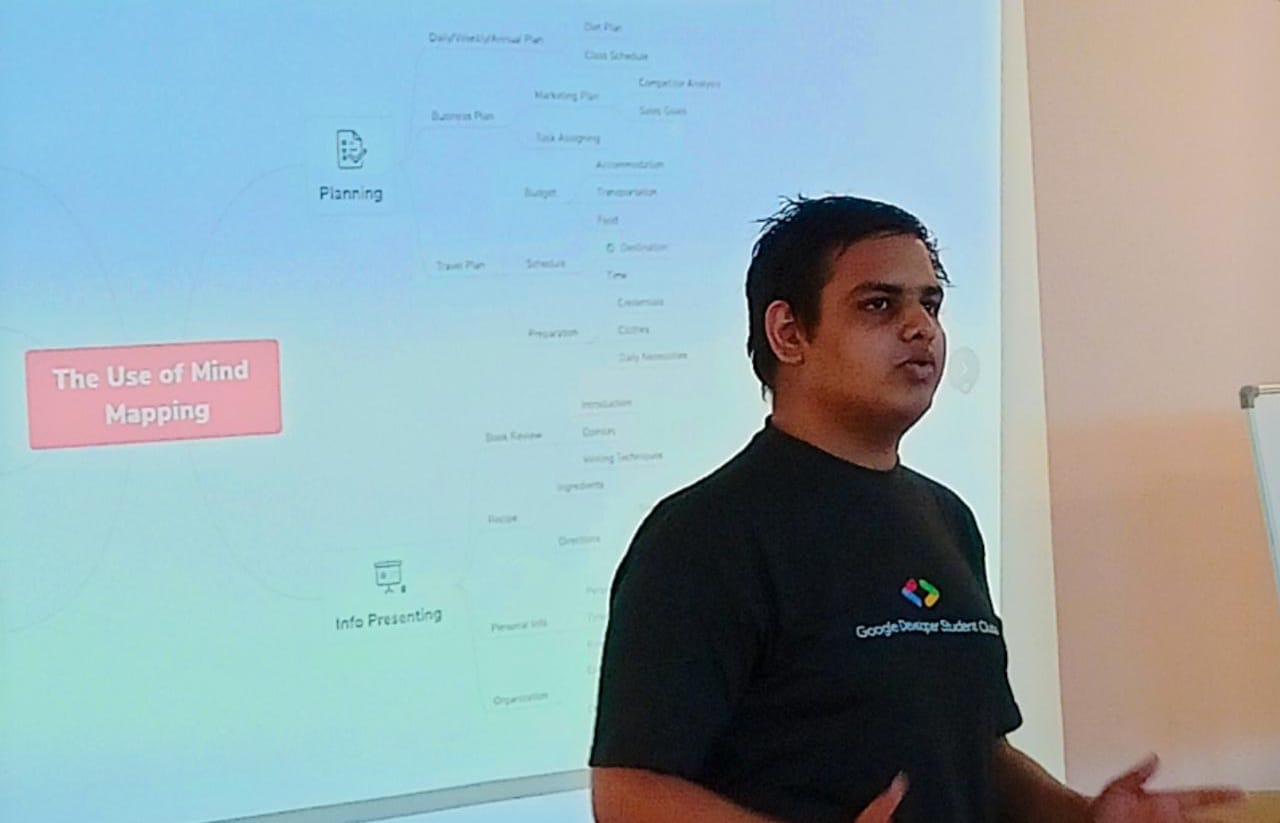 The Use of Mind
Mapping
Planning
Daily/Weekly/Annual Plan
Diet Plan
Class Schedule
Business Plan
Marketing Plan
Competitor Analysis
Sales Goals
Task Assigning
Travel Plan
Budget
Accommodation
Transportation
Food
Schedule
Destination
Time
Preparation
Credentials
Clothes
Daily Necessities
Info Presenting
Book Review
Introduction
Opinion
Writing Techniques
Recipe
Ingredients
Directions
Personal Info
Organization
Google Developer Student Clubs